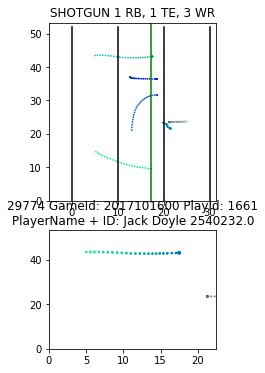 SHOTGUN 1 RB, 1 TE, 3 WR
50
40
30
20
10
0
0 10 20 30
29774 GameId: 2017101600 PlayId: 1661
PlayerName + ID: Jack Doyle 2540232.0
40
20
0
0 5 10 15 20